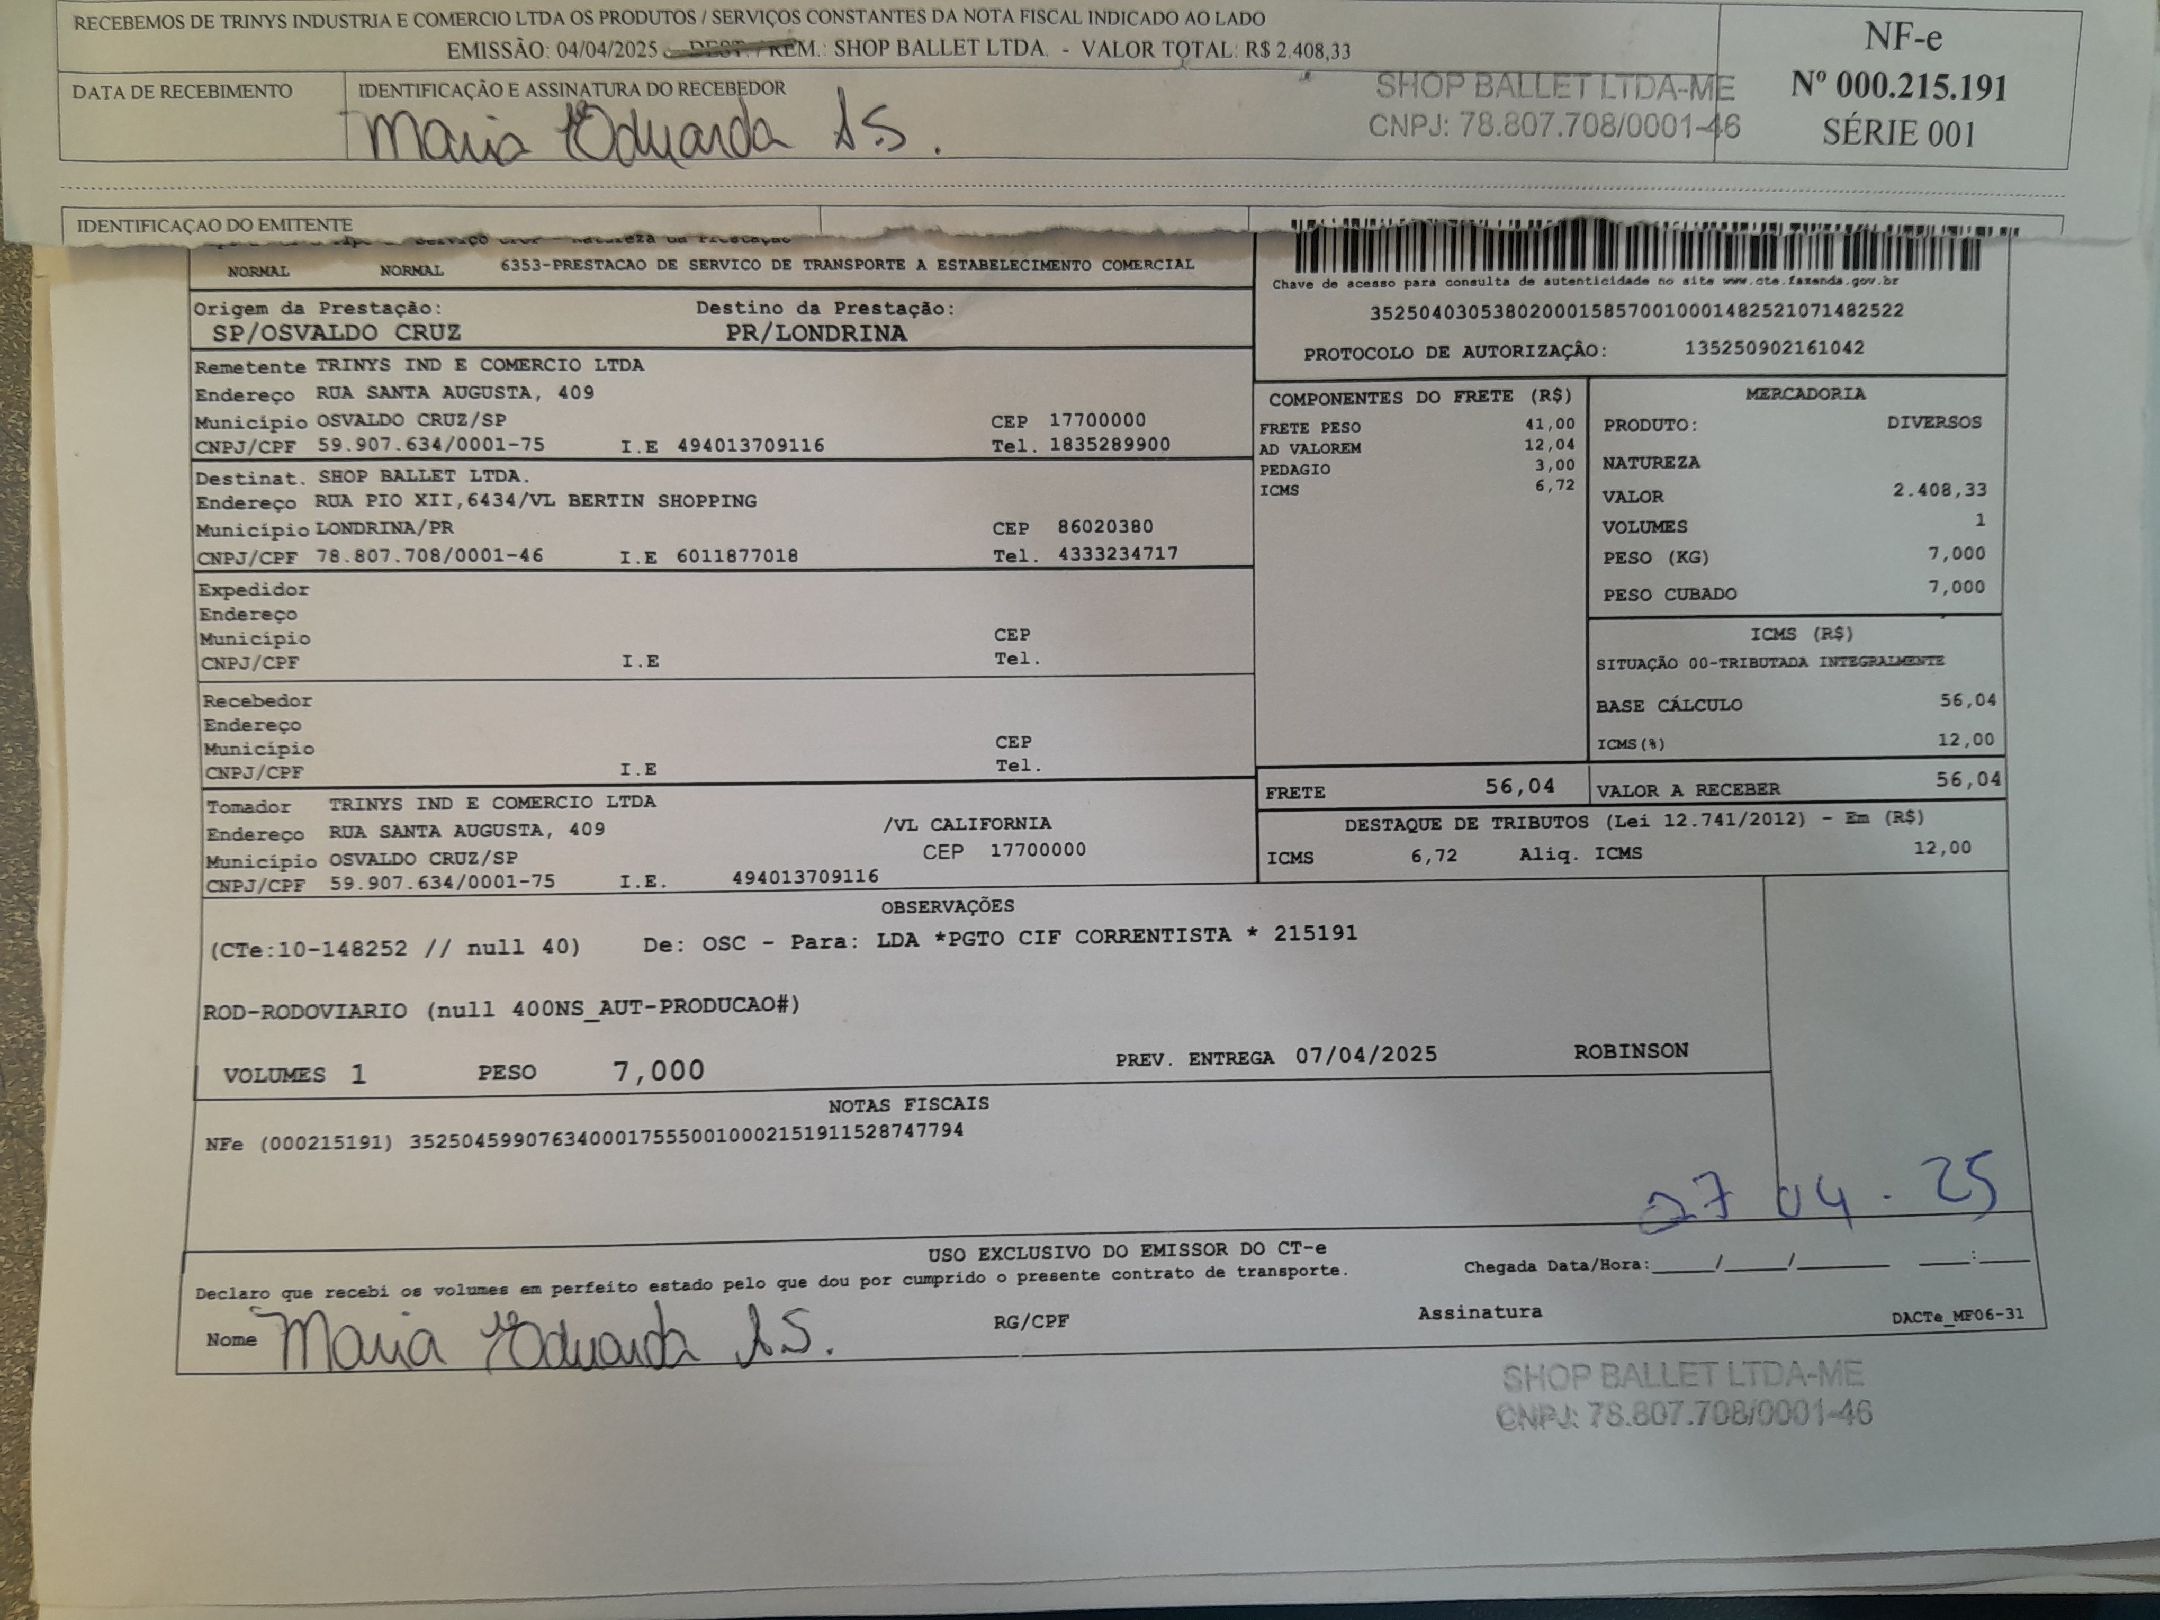 RECEBEMOS DE TRINYS INDUSTRIA E COMERCIO LTDA OS PRODUTOS / SERVIÇOS CONSTANTES DA NOTA FISCAL INDICADO AO LADO
EMISSÃO: 04/04/2025 - DEST. / REM.: SHOP BALLET LTDA. - VALOR TOTAL: R$ 2.408,33
NF-e
Nº 000.215.191
SÉRIE 001
DATA DE RECEBIMENTO
IDENTIFICAÇÃO E ASSINATURA DO RECEBEDOR
Maria Eduarda A.S.
SHOP BALLET LTDA-ME
CNPJ: 78.807.708/0001-46
IDENTIFICAÇAO DO EMITENTE
NORMAL NORMAL 6353-PRESTACAO DE SERVICO DE TRANSPORTE A ESTABELECIMENTO COMERCIAL
Chave de acesso para consulta de autenticidade no site www.cte.fazenda.gov.br
35250403053802000158570010001482521071482522
PROTOCOLO DE AUTORIZAÇÃO: 135250902161042
Origem da Prestação: Destino da Prestação:
SP/OSVALDO CRUZ PR/LONDRINA
Remetente TRINYS IND E COMERCIO LTDA
Endereço RUA SANTA AUGUSTA, 409
Município OSVALDO CRUZ/SP CEP 17700000
CNPJ/CPF 59.907.634/0001-75 I.E 494013709116 Tel. 1835289900
Destinat. SHOP BALLET LTDA.
Endereço RUA PIO XII,6434/VL BERTIN SHOPPING
Município LONDRINA/PR CEP 86020380
CNPJ/CPF 78.807.708/0001-46 I.E 6011877018 Tel. 4333234717
Expedidor
Endereço
Município CEP
CNPJ/CPF I.E Tel.
Recebedor
Endereço
Município CEP
CNPJ/CPF I.E Tel.
Tomador TRINYS IND E COMERCIO LTDA
Endereço RUA SANTA AUGUSTA, 409 /VL CALIFORNIA
Município OSVALDO CRUZ/SP CEP 17700000
CNPJ/CPF 59.907.634/0001-75 I.E. 494013709116
COMPONENTES DO FRETE (R$)
FRETE PESO 41,00
AD VALOREM 12,04
PEDAGIO 3,00
ICMS 6,72
MERCADORIA
PRODUTO: DIVERSOS
NATUREZA
VALOR 2.408,33
VOLUMES 1
PESO (KG) 7,000
PESO CUBADO 7,000
ICMS (R$)
SITUAÇÃO 00-TRIBUTADA INTEGRALMENTE
BASE CÁLCULO 56,04
ICMS(%) 12,00
FRETE 56,04 VALOR A RECEBER 56,04
DESTAQUE DE TRIBUTOS (Lei 12.741/2012) - Em (R$)
ICMS 6,72 Aliq. ICMS 12,00
OBSERVAÇÕES
(CTe:10-148252 // null 40) De: OSC - Para: LDA *PGTO CIF CORRENTISTA * 215191
ROD-RODOVIARIO (null 400NS_AUT-PRODUCAO#)
VOLUMES 1 PESO 7,000 PREV. ENTREGA 07/04/2025 ROBINSON
NOTAS FISCAIS
NFe (000215191) 35250459907634000175550010002151911528747794
07 04 . 25
USO EXCLUSIVO DO EMISSOR DO CT-e
Declaro que recebi os volumes em perfeito estado pelo que dou por cumprido o presente contrato de transporte.
Chegada Data/Hora:____/____/______ ___:___
Nome Maria Eduarda A.S. RG/CPF Assinatura DACTe_MF06-31
SHOP BALLET LTDA-ME
CNPJ: 78.807.708/0001-46